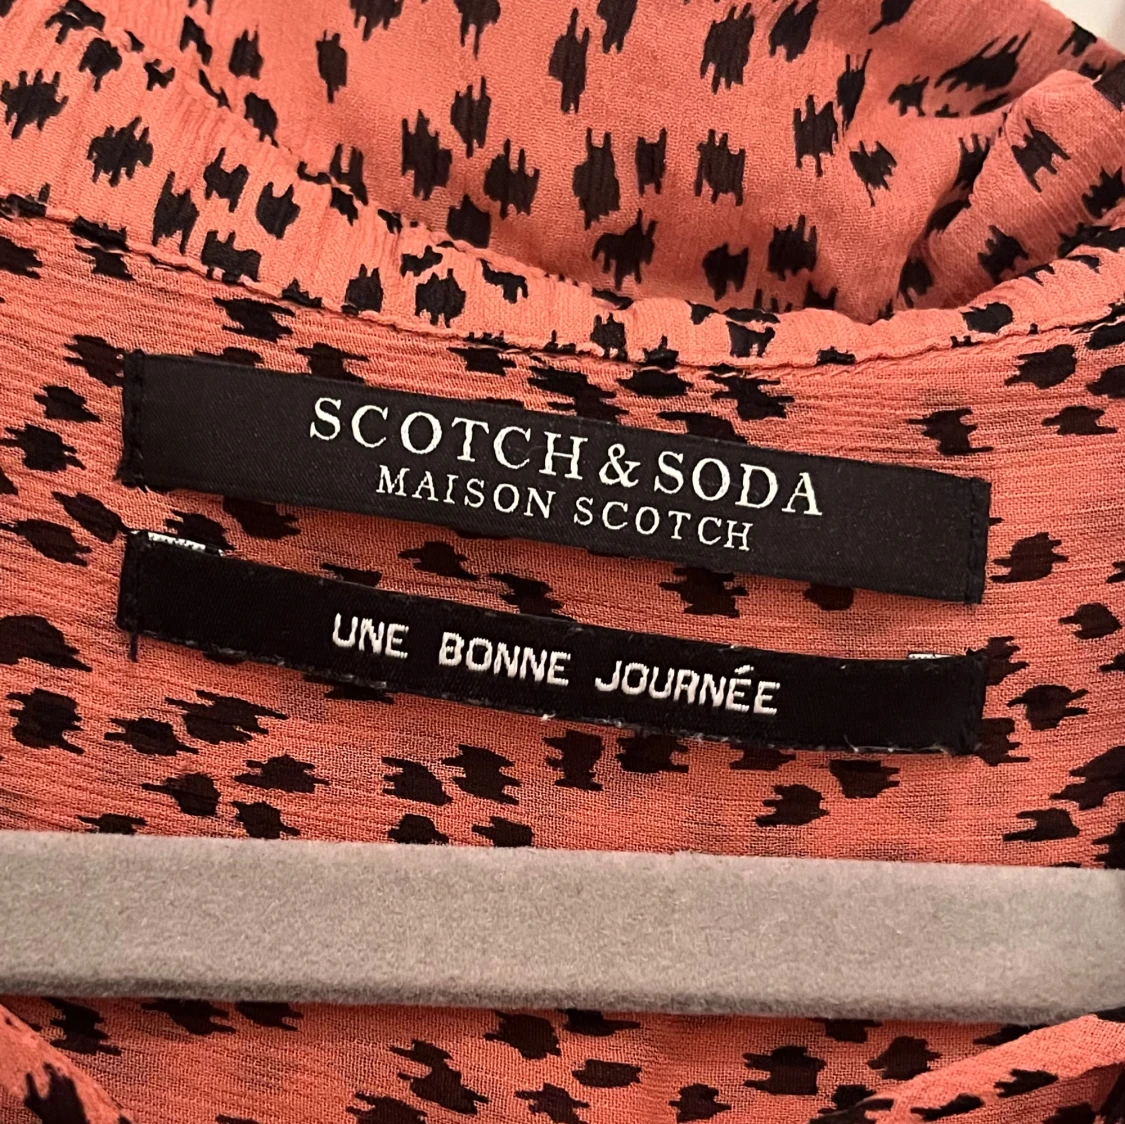 SCOTCH & SODA
MAISON SCOTCH
UNE BONNE JOURNÉE